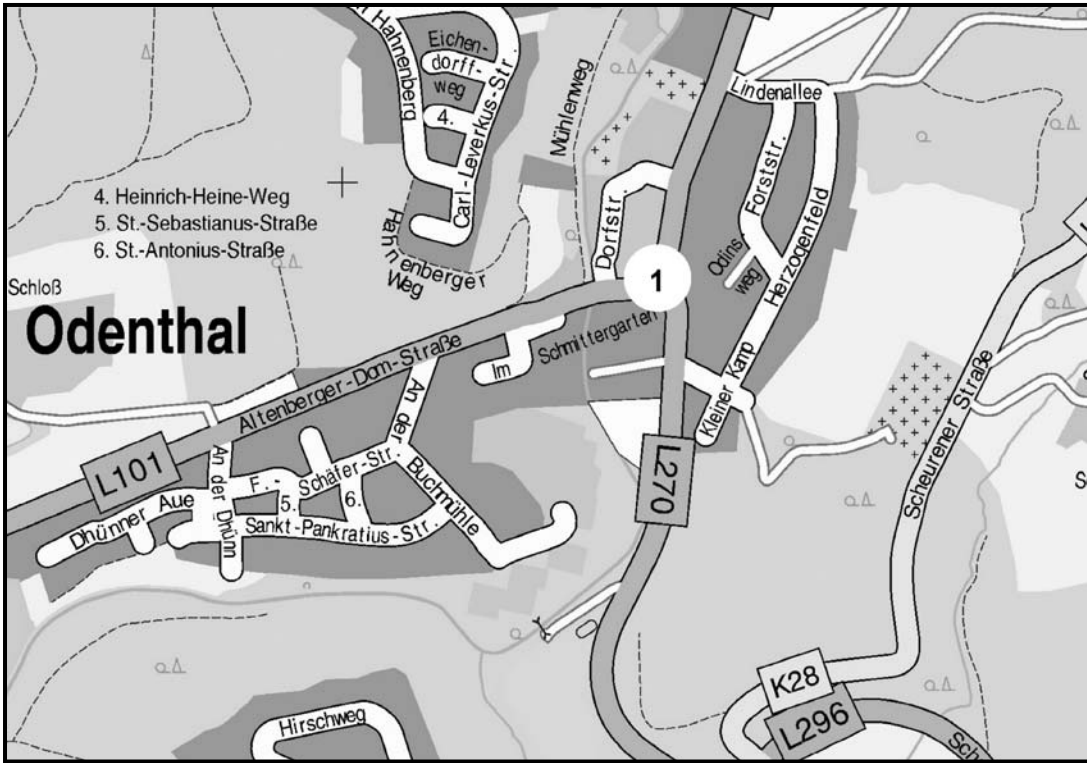 Hahnenberg
Eichen-
dorff-
weg
4.
Carl-Leverkus-Str.
Mühlenweg
Lindenallee
Forststr.
Herzogenfeld
Odins
weg
Dorfstr.
Hahnenberger
Weg
4. Heinrich-Heine-Weg
5. St.-Sebastianus-Straße
6. St.-Antonius-Straße
Schloß
Odenthal
1
Im
Schmittergarten
Altenberger-Dom-Straße
Kleiner Kamp
L101
L270
An der
Buchmühle
An der Dhünn
Dhünner Aue
F.-
Schäfer-Str.
5.
6.
Sankt-Pankratius-Str.
Scheurener Straße
K28
L296
Sch
Hirschweg